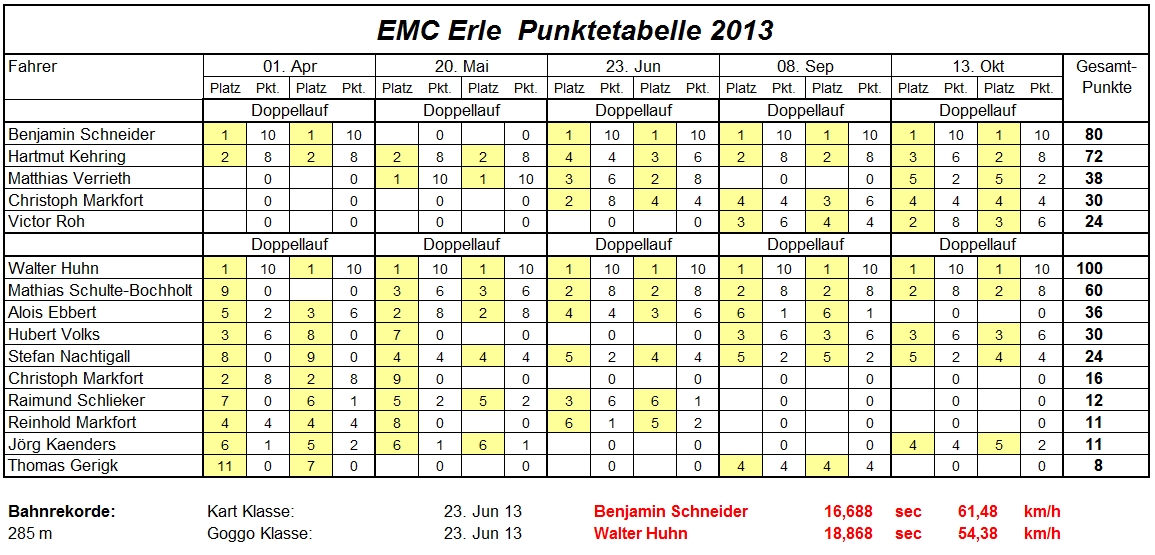 EMC Erle Punktetabelle 2013
Fahrer 01. Apr 20. Mai 23. Jun 08. Sep 13. Okt Gesamt-
Platz Pkt. Platz Pkt. Platz Pkt. Platz Pkt. Platz Pkt. Platz Pkt. Platz Pkt. Platz Pkt. Platz Pkt. Platz Pkt. Punkte
Doppellauf Doppellauf Doppellauf Doppellauf Doppellauf
Benjamin Schneider 1 10 1 10 0 0 1 10 1 10 1 10 1 10 1 10 1 10 80
Hartmut Kehring 2 8 2 8 2 8 2 8 4 4 3 6 2 8 2 8 3 6 2 8 72
Matthias Verrieth 0 0 1 10 1 10 3 6 2 8 0 0 5 2 5 2 38
Christoph Markfort 0 0 0 0 2 8 4 4 4 4 3 6 4 4 4 4 30
Victor Roh 0 0 0 0 0 0 3 6 4 4 2 8 3 6 24
Doppellauf Doppellauf Doppellauf Doppellauf Doppellauf
Walter Huhn 1 10 1 10 1 10 1 10 1 10 1 10 1 10 1 10 1 10 1 10 100
Mathias Schulte-Bochholt 9 0 0 3 6 3 6 2 8 2 8 2 8 2 8 2 8 2 8 60
Alois Ebbert 5 2 3 6 2 8 2 8 4 4 3 6 6 1 6 1 0 0 36
Hubert Volks 3 6 8 0 7 0 0 0 0 3 6 3 6 3 6 3 6 30
Stefan Nachtigall 8 0 9 0 4 4 4 4 5 2 4 4 5 2 5 2 5 2 4 4 24
Christoph Markfort 2 8 2 8 9 0 0 0 0 0 0 0 0 16
Raimund Schlieker 7 0 6 1 5 2 5 2 3 6 6 1 0 0 0 0 12
Reinhold Markfort 4 4 4 4 8 0 0 6 1 5 2 0 0 0 0 11
Jörg Kaenders 6 1 5 2 6 1 6 1 0 0 0 0 4 4 5 2 11
Thomas Gerigk 11 0 7 0 0 0 0 0 4 4 4 4 0 0 8
Bahnrekorde: Kart Klasse: 23. Jun 13 Benjamin Schneider 16,688 sec 61,48 km/h
285 m Goggo Klasse: 23. Jun 13 Walter Huhn 18,868 sec 54,38 km/h